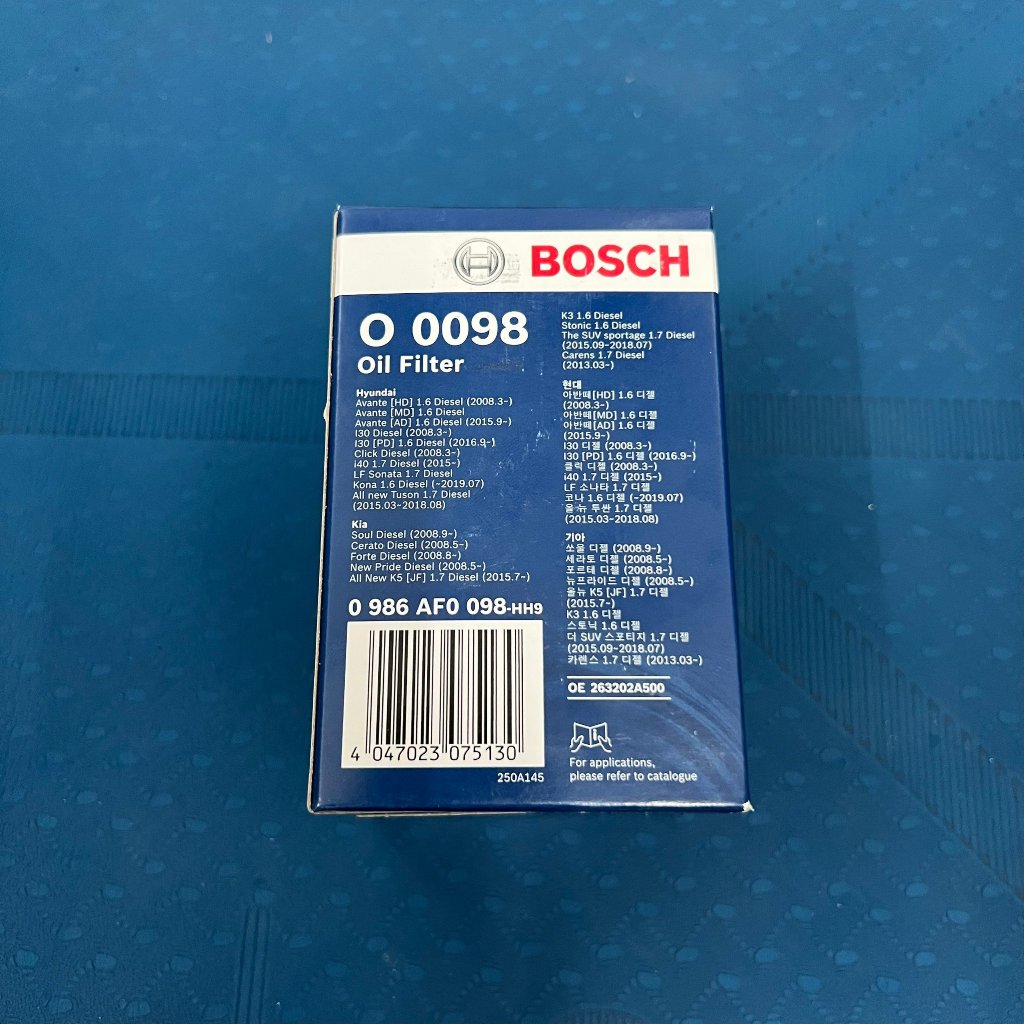 BOSCH
O 0098
Oil Filter
Hyundai
Avante [HD] 1.6 Diesel (2008.3~)
Avante [MD] 1.6 Diesel
Avante [AD] 1.6 Diesel (2015.9~)
I30 Diesel (2008.3~)
I30 [PD] 1.6 Diesel (2016.9~)
Click Diesel (2008.3~)
i40 1.7 Diesel (2015~)
LF Sonata 1.7 Diesel
Kona 1.6 Diesel (~2019.07)
All new Tuson 1.7 Diesel
(2015.03~2018.08)
Kia
Soul Diesel (2008.9~)
Cerato Diesel (2008.5~)
Forte Diesel (2008.8~)
New Pride Diesel (2008.5~)
All New K5 [JF] 1.7 Diesel (2015.7~)
0 986 AF0 098-HH9
4 047023 075130
250A145
K3 1.6 Diesel
Stonic 1.6 Diesel
The SUV sportage 1.7 Diesel
(2015.09~2018.07)
Carens 1.7 Diesel
(2013.03~)
현대
아반떼[HD] 1.6 디젤
(2008.3~)
아반떼[MD] 1.6 디젤
아반떼[AD] 1.6 디젤
(2015.9~)
I30 디젤 (2008.3~)
I30 [PD] 1.6 디젤 (2016.9~)
클릭 디젤 (2008.3~)
i40 1.7 디젤 (2015~)
LF 소나타 1.7 디젤
코나 1.6 디젤 (~2019.07)
올 뉴 투싼 1.7 디젤
(2015.03~2018.08)
기아
쏘울 디젤 (2008.9~)
세라토 디젤 (2008.5~)
포르테 디젤 (2008.8~)
뉴프라이드 디젤 (2008.5~)
올뉴 K5 [JF] 1.7 디젤
(2015.7~)
K3 1.6 디젤
스토닉 1.6 디젤
더 SUV 스포티지 1.7 디젤
(2015.09~2018.07)
카렌스 1.7 디젤 (2013.03~)
OE 263202A500
For applications,
please refer to catalogue